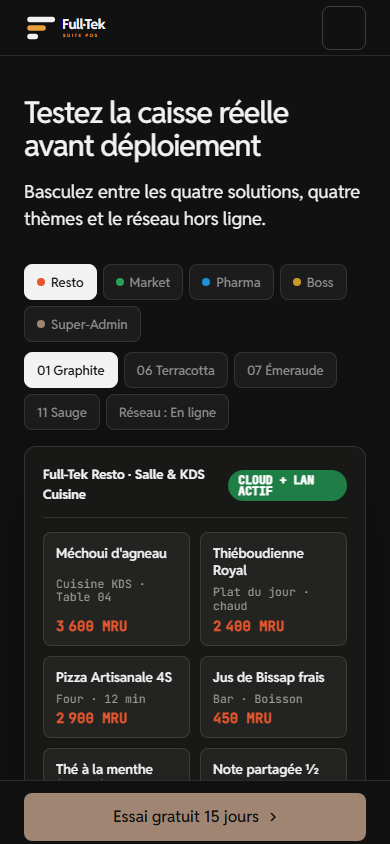 Full-Tek
SUITE POS
Testez la caisse réelle
avant déploiement
Basculez entre les quatre solutions, quatre
thèmes et le réseau hors ligne.
Resto
Market
Pharma
Boss
Super-Admin
01 Graphite
06 Terracotta
07 Émeraude
11 Sauge
Réseau : En ligne
Full-Tek Resto · Salle & KDS
Cuisine
CLOUD + LAN
ACTIF
Méchoui d'agneau
Cuisine KDS ·
Table 04
3 600 MRU
Thiéboudienne
Royal
Plat du jour ·
chaud
2 400 MRU
Pizza Artisanale 4S
Four · 12 min
2 900 MRU
Jus de Bissap frais
Bar · Boisson
450 MRU
Thé à la menthe
Note partagée ½
Essai gratuit 15 jours